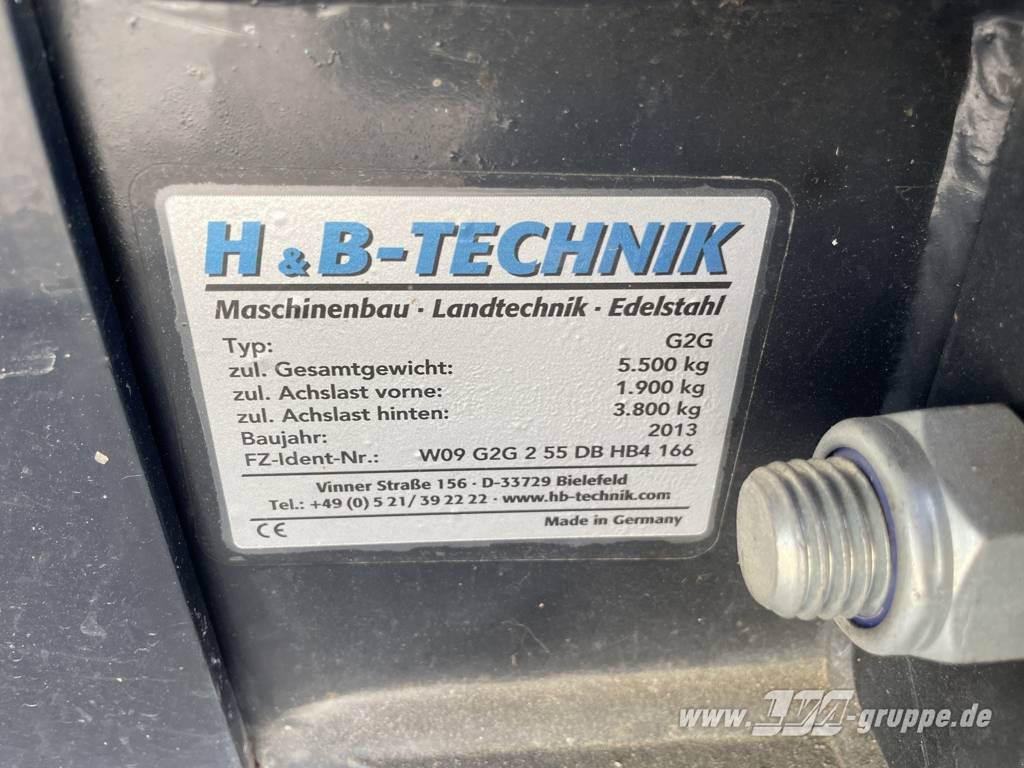 H & B-TECHNIK
Maschinenbau · Landtechnik · Edelstahl
Typ: G2G
zul. Gesamtgewicht: 5.500 kg
zul. Achslast vorne: 1.900 kg
zul. Achslast hinten: 3.800 kg
Baujahr: 2013
FZ-Ident-Nr.: W09 G2G 2 55 DB HB4 166
Vinner Straße 156 · D-33729 Bielefeld
Tel.: +49 (0) 5 21 / 39 22 22 · www.hb-technik.com
CE Made in Germany
www. -gruppe.de